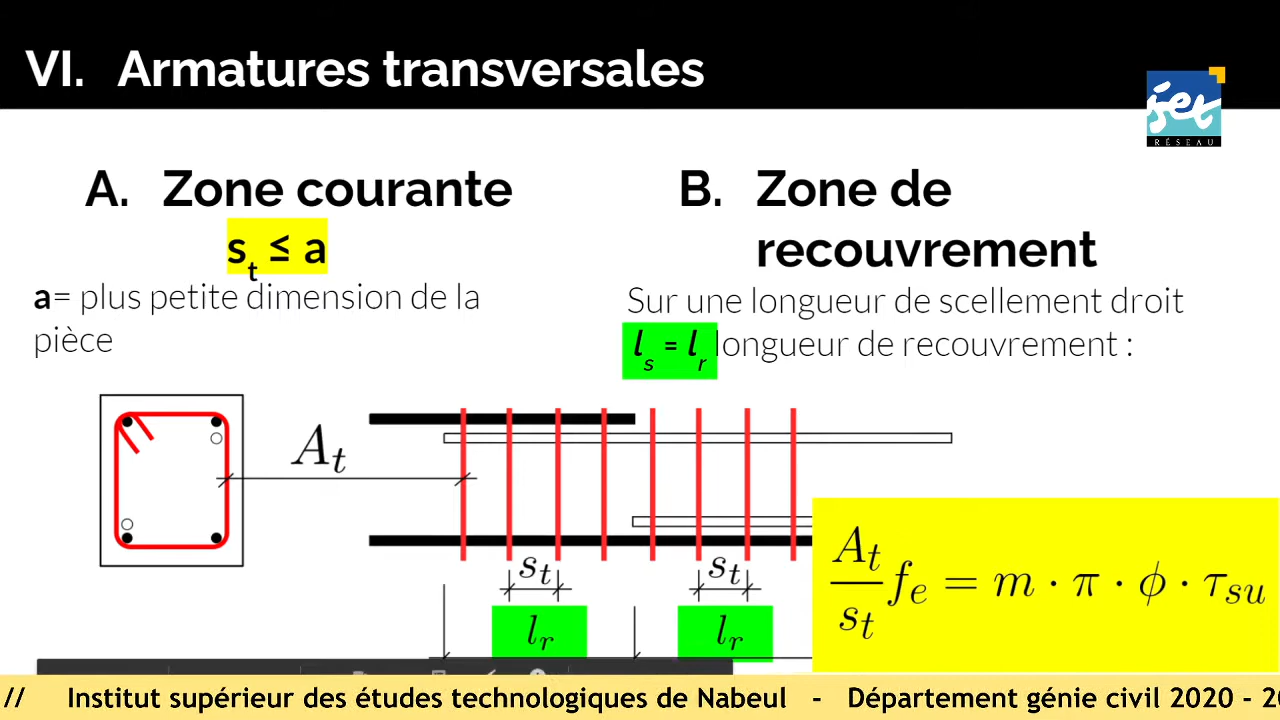 VI. Armatures transversales
iset
RÉSEAU
A. Zone courante
st ≤ a
a= plus petite dimension de la
pièce
B. Zone de
recouvrement
Sur une longueur de scellement droit
ls = lr longueur de recouvrement :
At
st
st
lr
lr
At/st fe = m · π · ϕ · τsu
// Institut supérieur des études technologiques de Nabeul - Département génie civil 2020 - 20